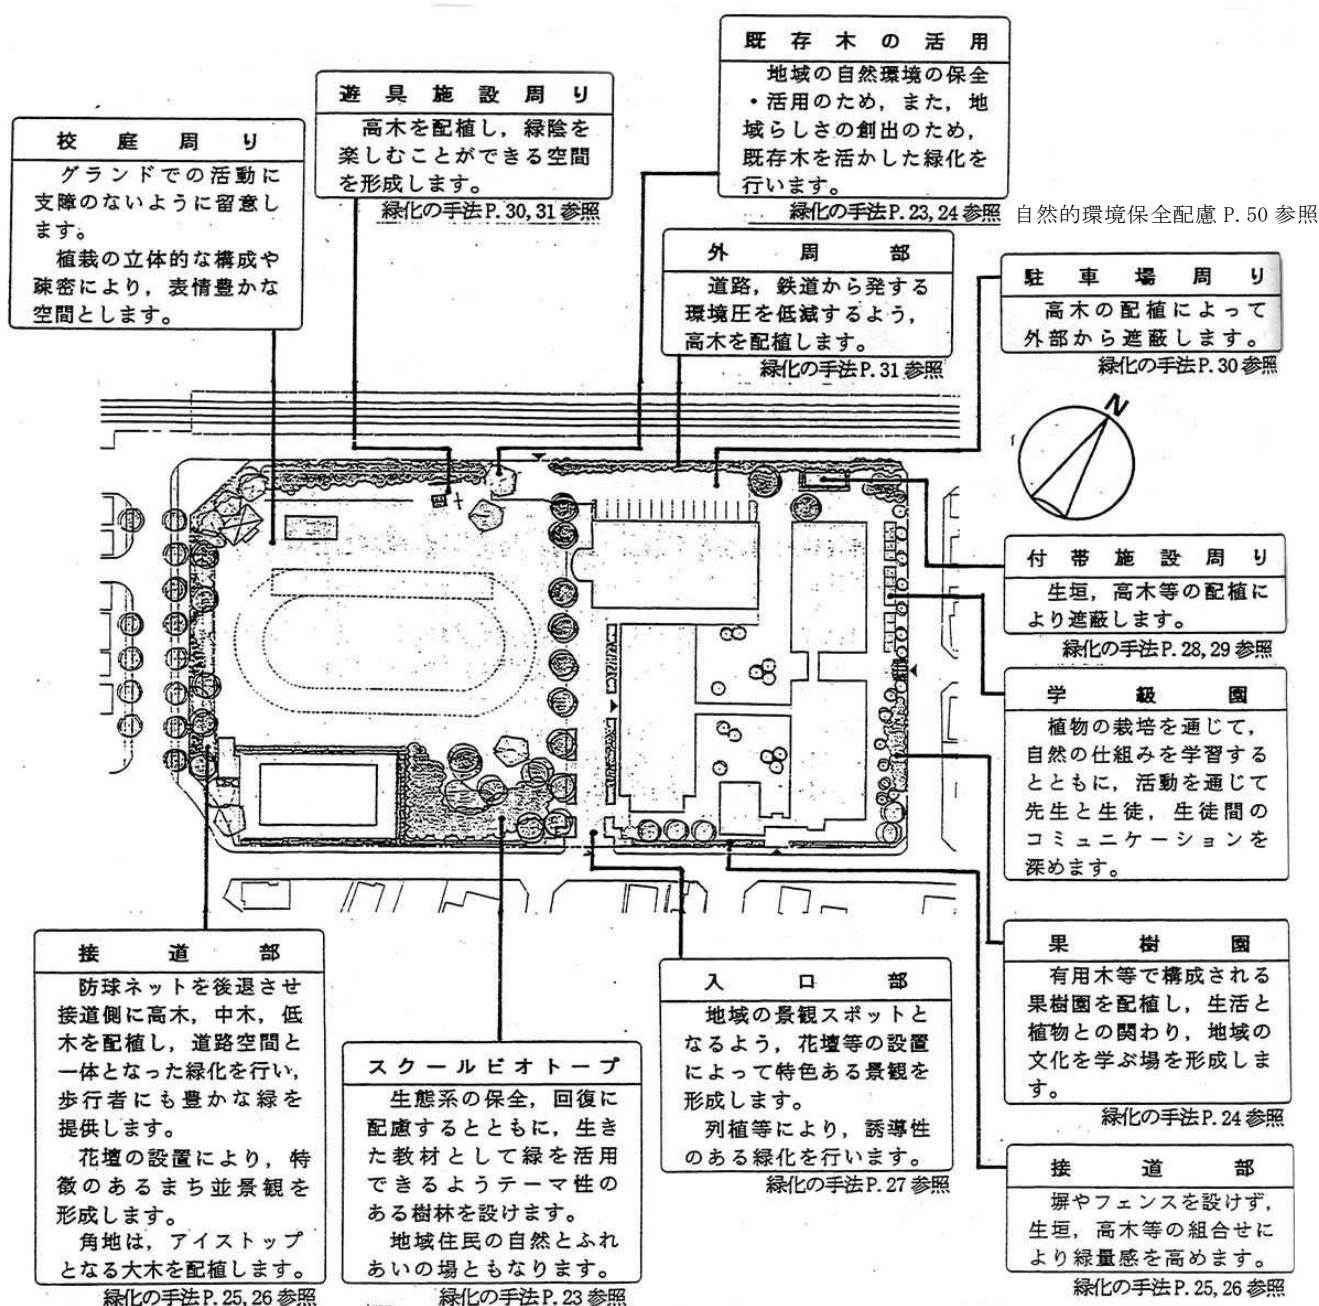 既存木の活用
地域の自然環境の保全
・活用のため，また，地
域らしさの創出のため，
既存木を活かした緑化を
行います。
緑化の手法P.23,24参照
自然的環境保全配慮 P.50 参照
遊具施設周り
高木を配植し，緑陰を
楽しむことができる空間
を形成します。
緑化の手法P.30,31参照
校庭周り
グランドでの活動に
支障のないように留意し
ます。
植栽の立体的な構成や
疎密により，表情豊かな
空間とします。
外周部
道路，鉄道から発する
環境圧を低減するよう，
高木を配植します。
緑化の手法P.31参照
駐車場周り
高木の配植によって
外部から遮蔽します。
緑化の手法P.30参照
N
付帯施設周り
生垣，高木等の配植に
より遮蔽します。
緑化の手法P.28,29参照
学級園
植物の栽培を通じて，
自然の仕組みを学習する
とともに，活動を通じて
先生と生徒，生徒間の
コミュニケーションを
深めます。
果樹園
有用木等で構成される
果樹園を配植し，生活と
植物との関わり，地域の
文化を学ぶ場を形成しま
す。
緑化の手法P.24参照
接道部
塀やフェンスを設けず，
生垣，高木等の組合せに
より緑量感を高めます。
緑化の手法P.25,26参照
入口部
地域の景観スポットと
なるよう，花壇等の設置
によって特色ある景観を
形成します。
列植等により，誘導性
のある緑化を行います。
緑化の手法P.27参照
スクールビオトープ
生態系の保全，回復に
配慮するとともに，生き
た教材として緑を活用
できるようテーマ性の
ある樹林を設けます。
地域住民の自然とふれ
あいの場ともなります。
緑化の手法P.23参照
接道部
防球ネットを後退させ
接道側に高木，中木，低
木を配植し，道路空間と
一体となった緑化を行い，
歩行者にも豊かな緑を
提供します。
花壇の設置により，特
徴のあるまち並景観を
形成します。
角地は，アイストップ
となる大木を配植します。
緑化の手法P.25,26参照